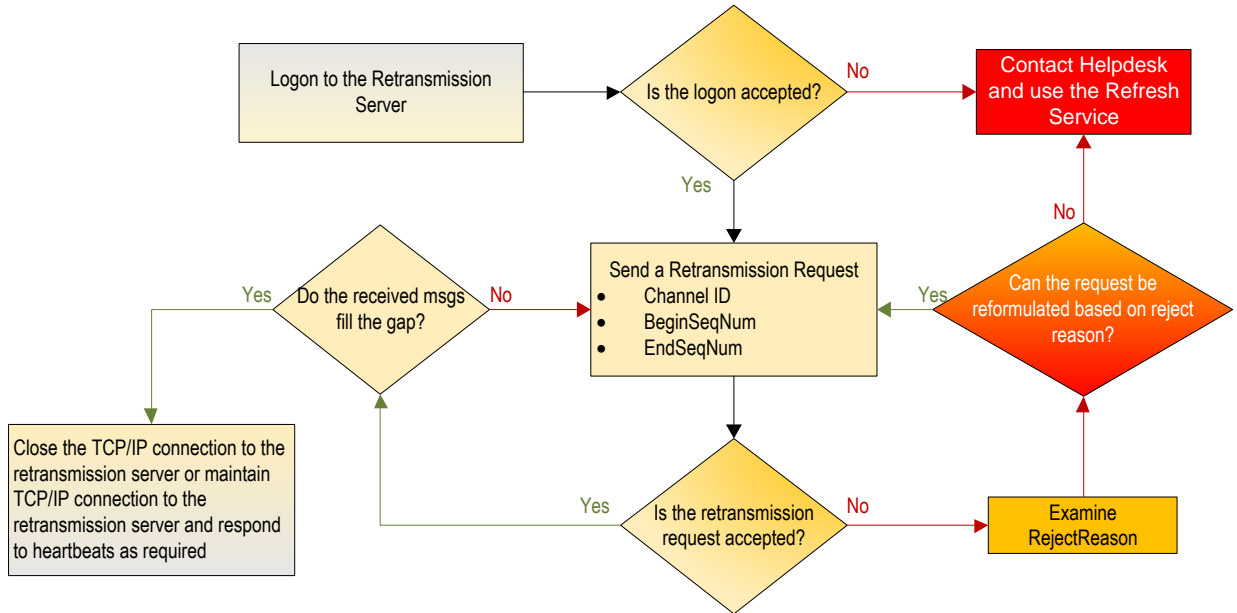 Logon to the Retransmission
Server
Is the logon accepted?
No
Contact Helpdesk
and use the Refresh
Service
Yes
No
Yes
Do the received msgs
fill the gap?
No
Send a Retransmission Request
• Channel ID
• BeginSeqNum
• EndSeqNum
Yes
Can the request be
reformulated based on reject
reason?
Close the TCP/IP connection to the
retransmission server or maintain
TCP/IP connection to the
retransmission server and respond
to heartbeats as required
Yes
Is the retransmission
request accepted?
No
Examine
RejectReason